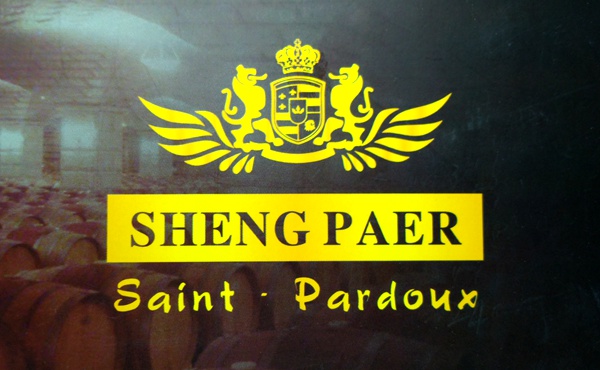 SHENG PAER
Saint · Pardoux